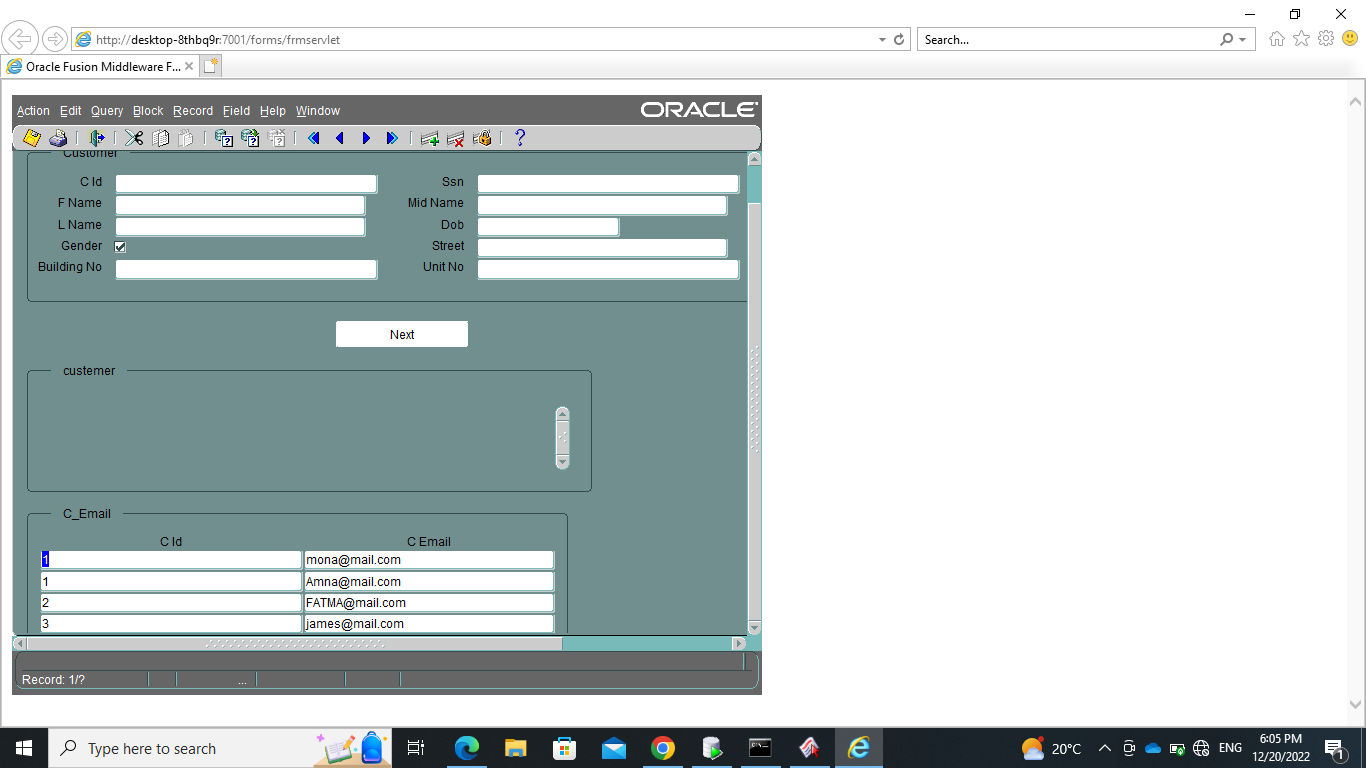 http://desktop-8thbq9r:7001/forms/frmservlet
Search...
Oracle Fusion Middleware F...
Action Edit Query Block Record Field Help Window
ORACLE
Customer
C Id
Ssn
F Name
Mid Name
L Name
Dob
Gender
Street
Building No
Unit No
Next
custemer
C_Email
C Id C Email
1 mona@mail.com
1 Amna@mail.com
2 FATMA@mail.com
3 james@mail.com
Record: 1/?
...
Type here to search
20°C
ENG
6:05 PM
12/20/2022
1